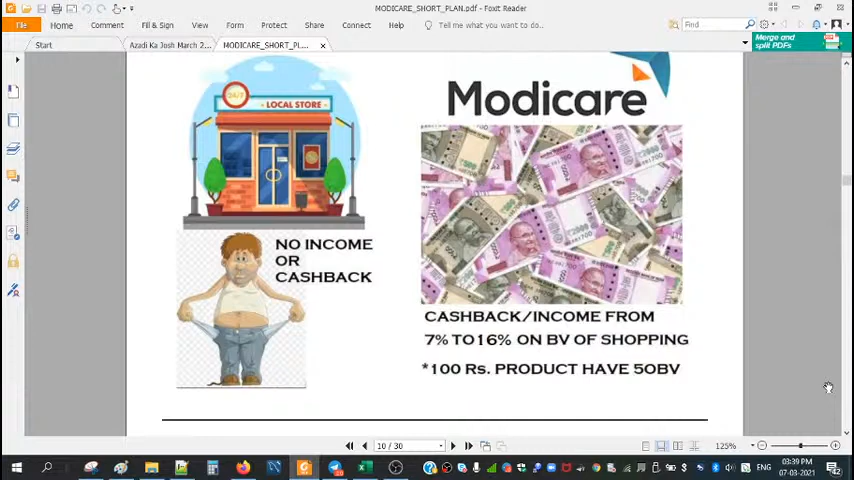 MODICARE_SHORT_PLAN.pdf - Foxit Reader
File Home Comment Fill & Sign View Form Protect Share Connect Help Tell me what you want to do.. Find
Start Azadi Ka Josh March 2... MODICARE_SHORT_PL... Merge and
split PDFs
24/7
LOCAL STORE
Modicare
NO INCOME
OR
CASHBACK
CASHBACK/INCOME FROM
7% TO16% ON BV OF SHOPPING
*100 Rs. PRODUCT HAVE 50BV
10 / 30 125%
ENG 03:39 PM
07-03-2021